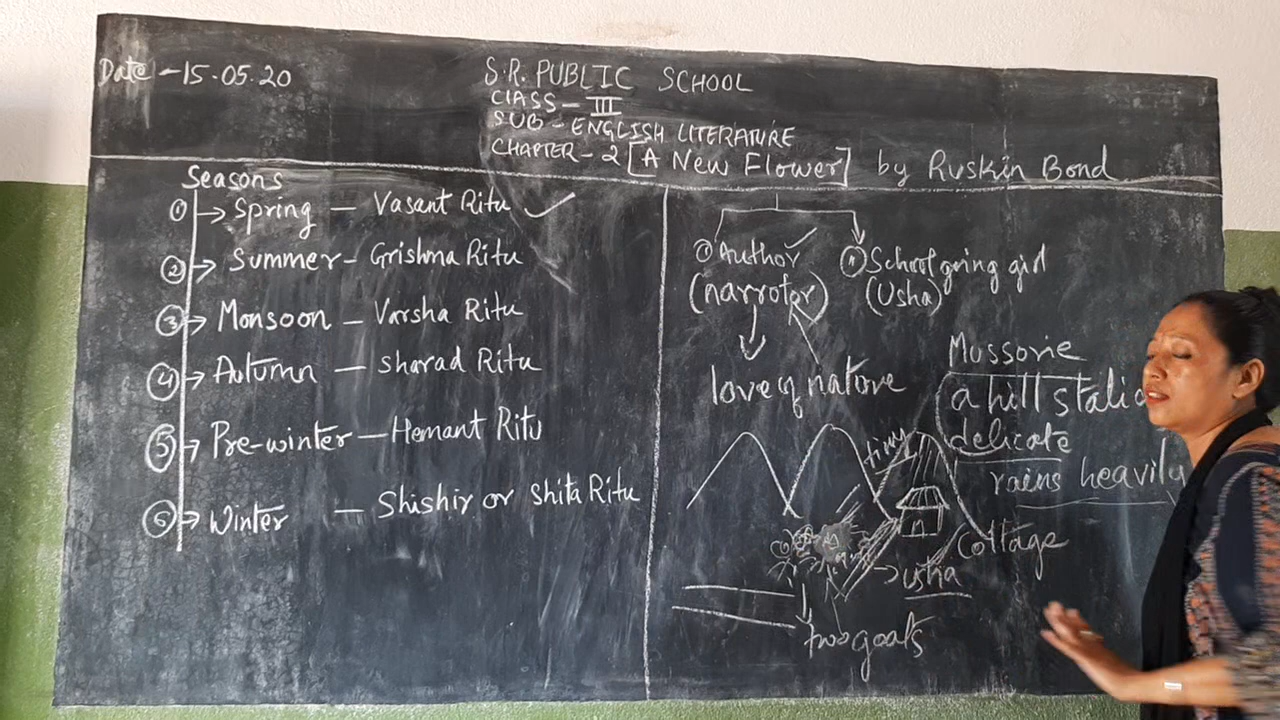 Date - 15.05.20
S.R. PUBLIC SCHOOL
CLASS - III
SUB - ENGLISH LITERATURE
CHAPTER - 2 [A New Flower] by Ruskin Bond
Seasons
① → Spring - Vasant Ritu ✓
② → Summer - Grishma Ritu
③ → Monsoon - Varsha Ritu
④ → Autumn - Sharad Ritu
⑤ → Pre-winter - Hemant Ritu
⑥ → Winter - Shishir or Shita Ritu
① Author ✓
(narrotor)
love of nature
② School going girl
(Usha)
Mussorie
a hill static
delicate
rains heavily
tiny
Cottage
→ Usha
two goats